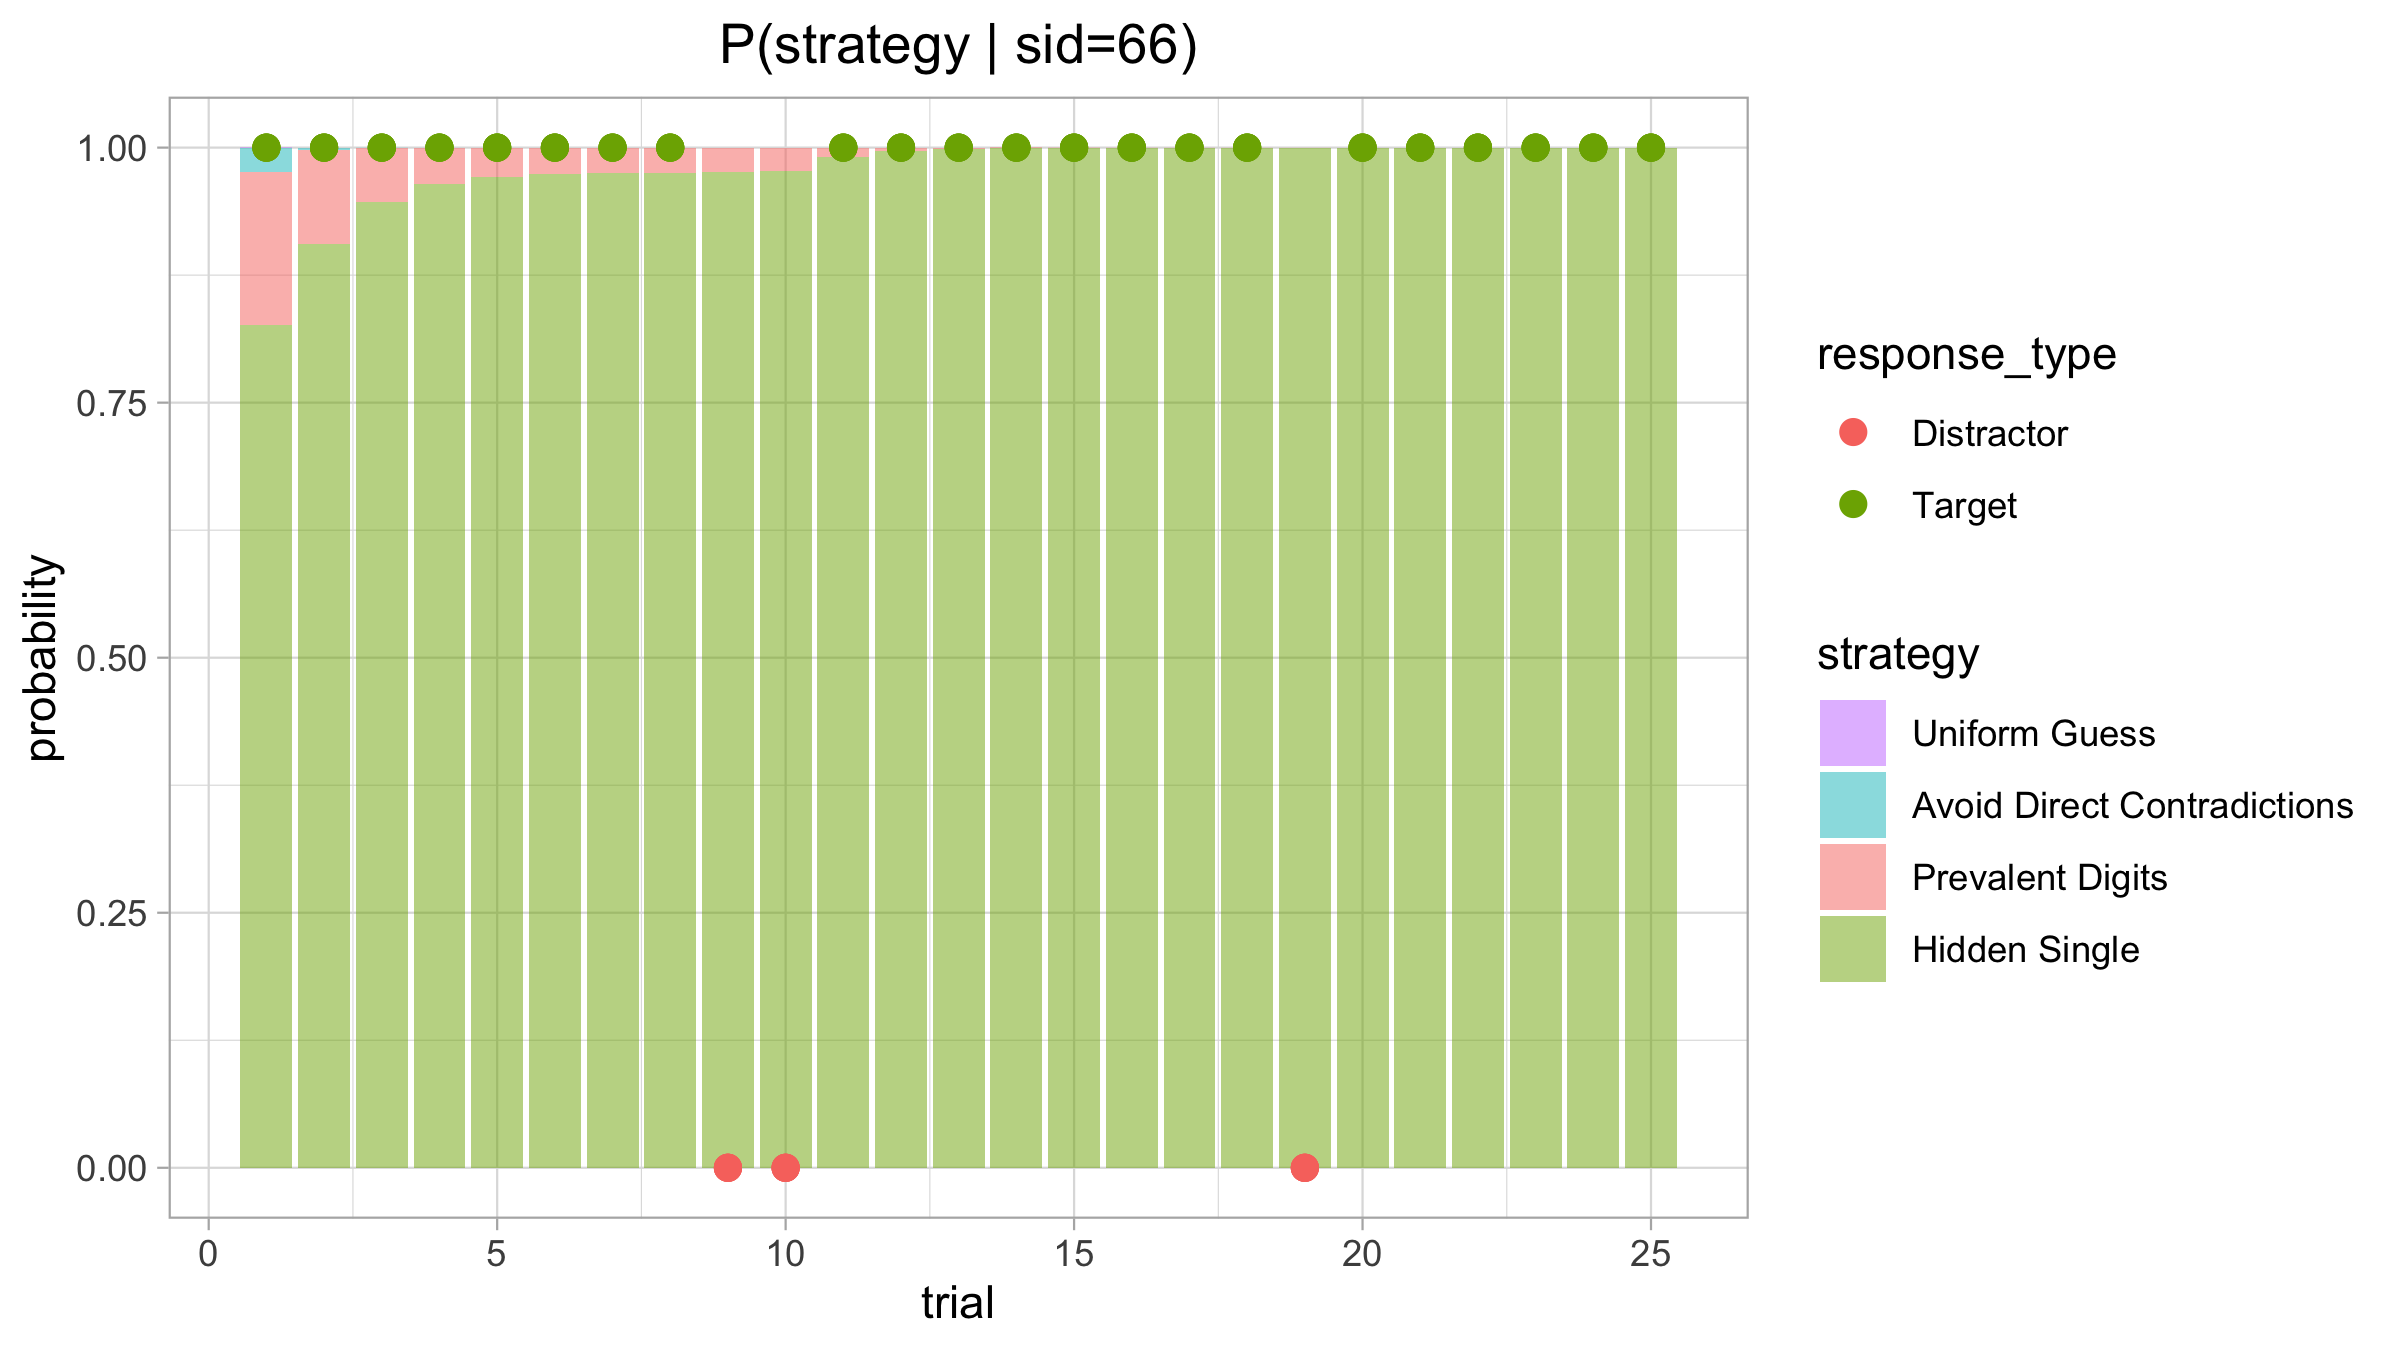 P(strategy | sid=66)
1.00
0.75
0.50
0.25
0.00
probability
0 5 10 15 20 25
trial
response_type
Distractor
Target
strategy
Uniform Guess
Avoid Direct Contradictions
Prevalent Digits
Hidden Single